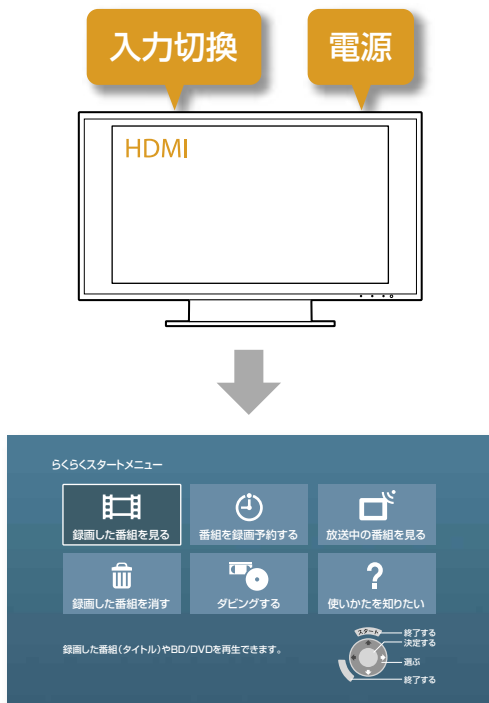 入力切換
電源
HDMI
らくらくスタートメニュー
録画した番組を見る
番組を録画予約する
放送中の番組を見る
録画した番組を消す
ダビングする
?
使いかたを知りたい
録画した番組(タイトル)やBD/DVDを再生できます。
スタート
終了する
決定する
選ぶ
終了する